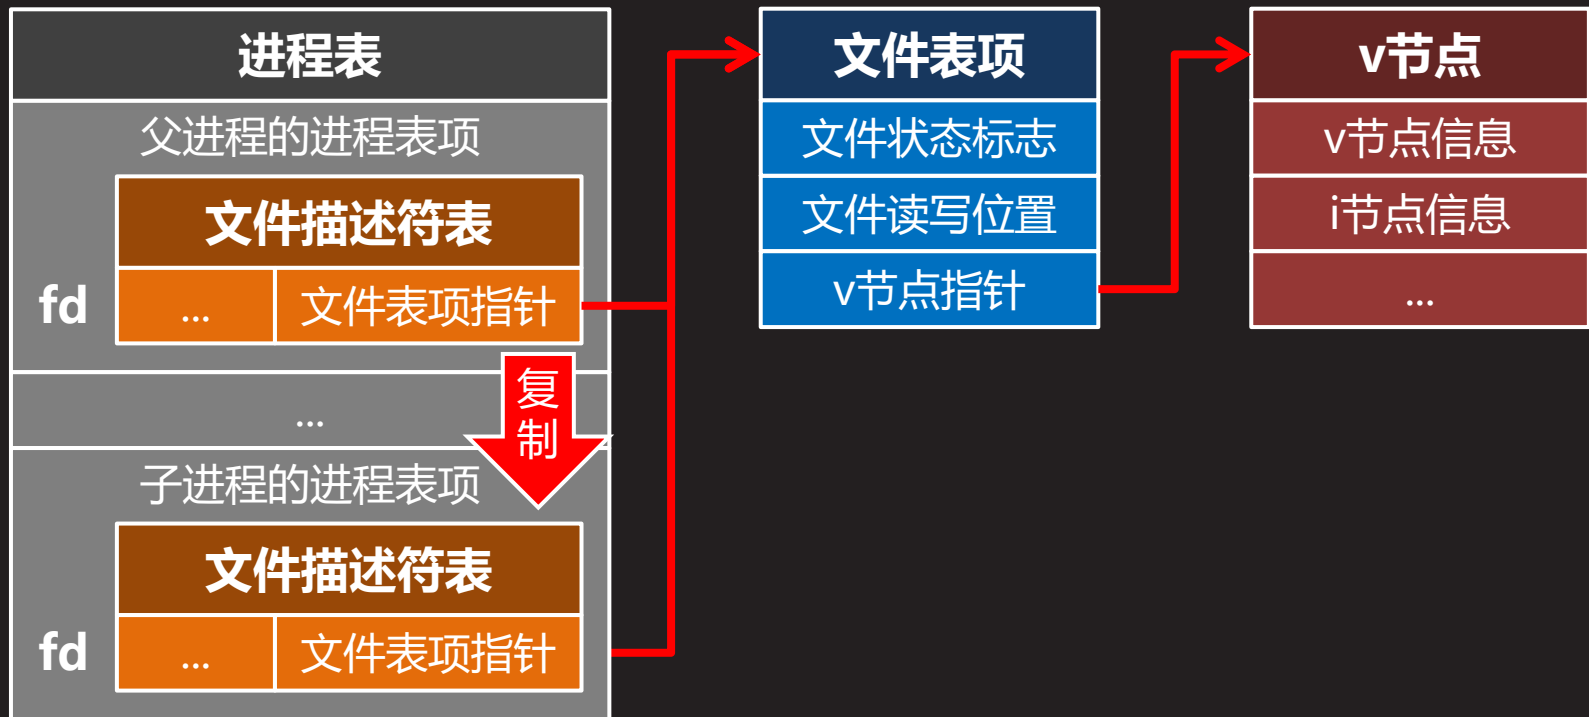 进程表
父进程的进程表项
文件描述符表
fd
...
文件表项指针
复
制
...
子进程的进程表项
文件描述符表
fd
...
文件表项指针
文件表项
文件状态标志
文件读写位置
v节点指针
v节点
v节点信息
i节点信息
...